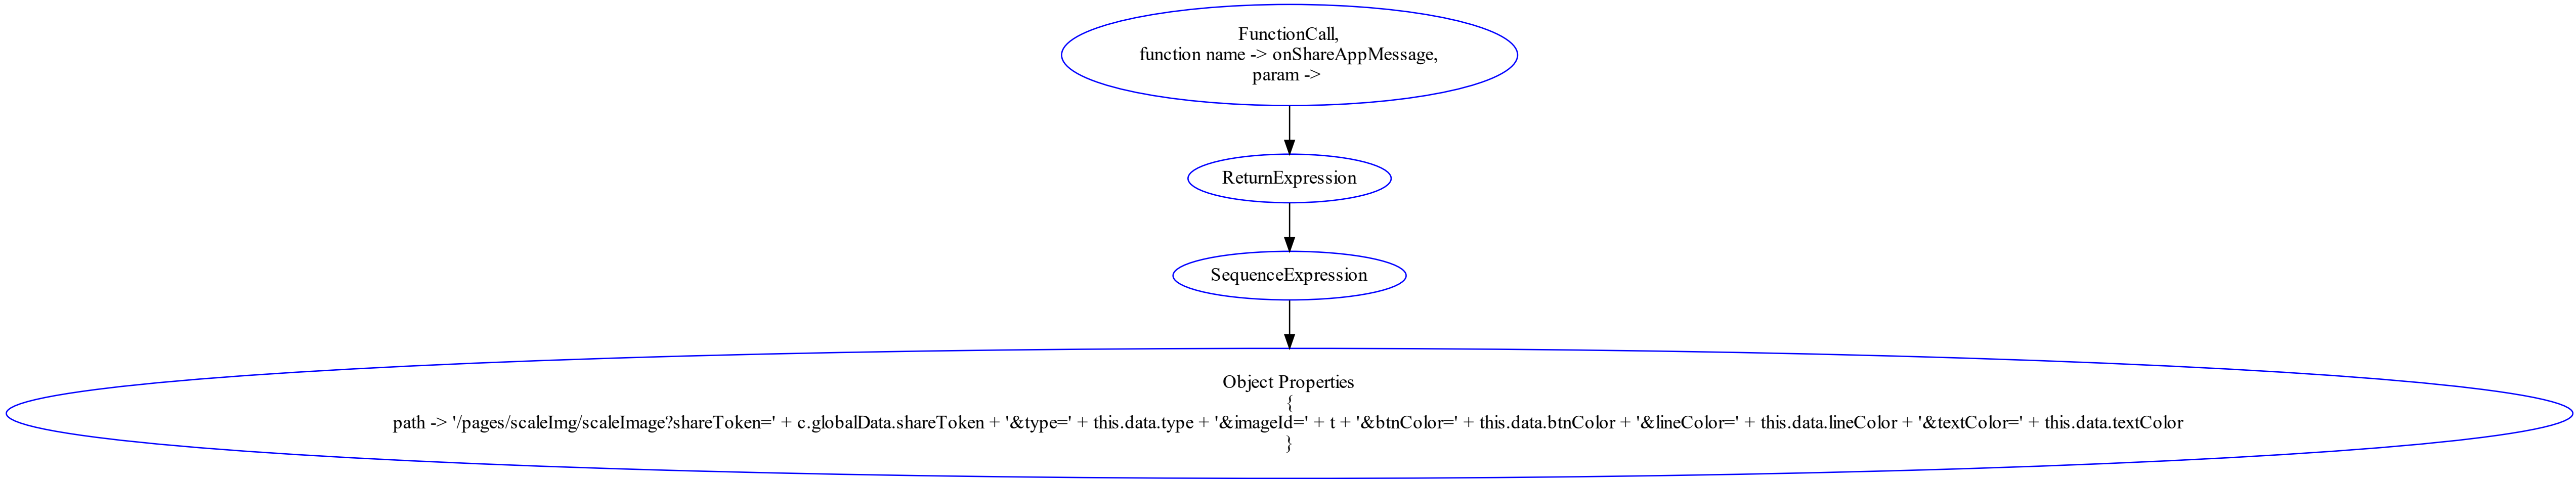 FunctionCall,
function name -> onShareAppMessage,
param ->
ReturnExpression
SequenceExpression
Object Properties
{
path -> '/pages/scaleImg/scaleImage?shareToken=' + c.globalData.shareToken + '&type=' + this.data.type + '&imageId=' + t + '&btnColor=' + this.data.btnColor + '&lineColor=' + this.data.lineColor + '&textColor=' + this.data.textColor
}